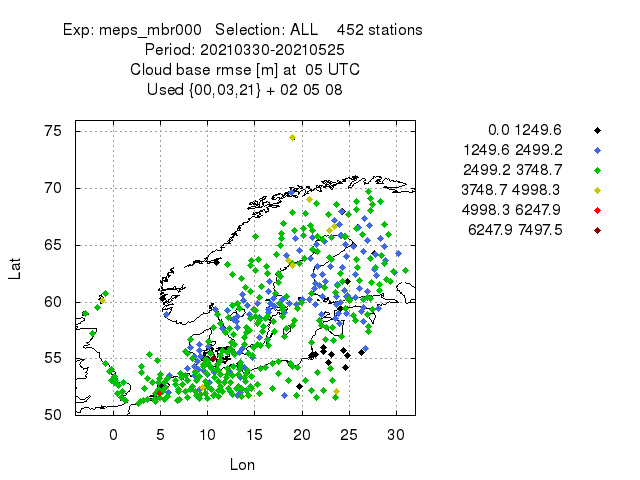 Exp: meps_mbr000 Selection: ALL 452 stations
Period: 20210330-20210525
Cloud base rmse [m] at 05 UTC
Used {00,03,21} + 02 05 08
0.0 1249.6
1249.6 2499.2
2499.2 3748.7
3748.7 4998.3
4998.3 6247.9
6247.9 7497.5
Lat
75
70
65
60
55
50
0 5 10 15 20 25 30
Lon